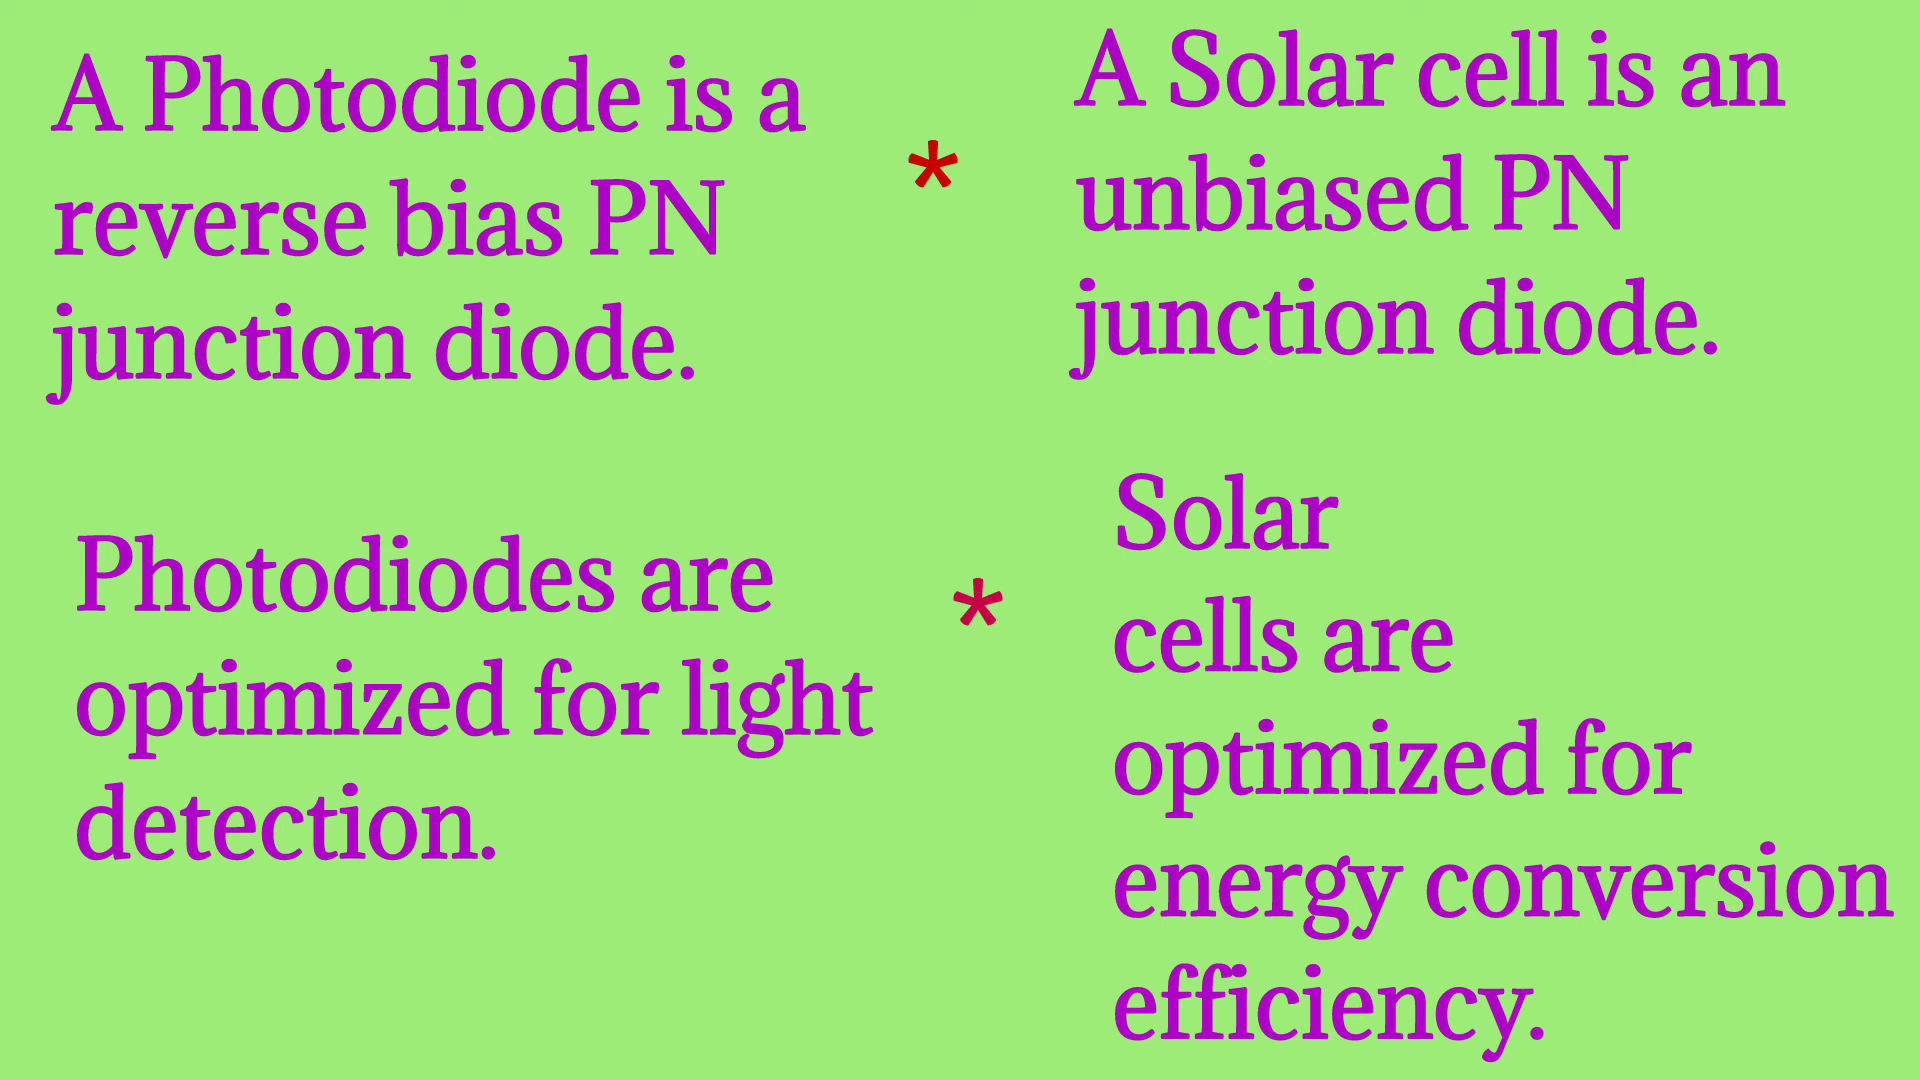 A Photodiode is a
reverse bias PN
junction diode.
*
A Solar cell is an
unbiased PN
junction diode.
Photodiodes are
optimized for light
detection.
*
Solar
cells are
optimized for
energy conversion
efficiency.